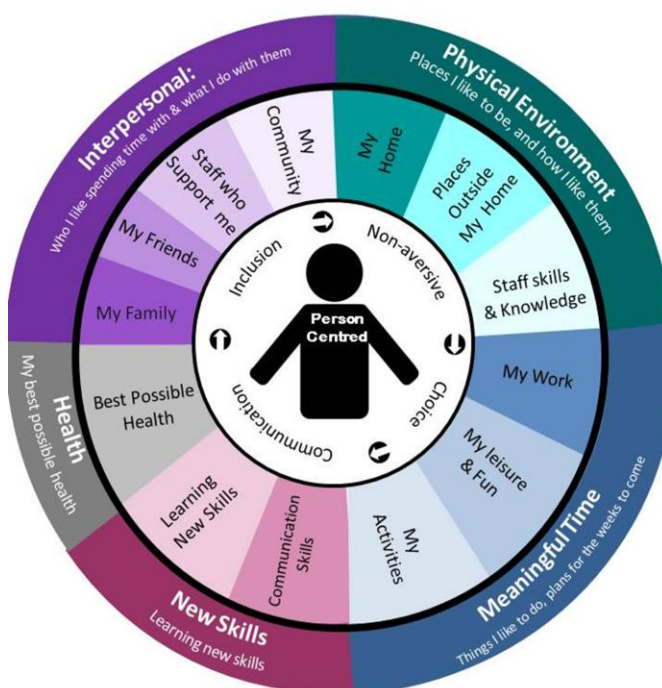 Interpersonal:
Who I like spending time with & what I do with them
Physical Environment
Places I like to be, and how I like them
Meaningful Time
Things I like to do, plans for the weeks to come
New Skills
Learning new skills
Health
My best possible health
My
Community
Staff who
Support me
My Friends
My Family
My
Home
Places
Outside
My Home
Staff skills
& Knowledge
My Work
My leisure
& Fun
My
Activities
Communication
Skills
Learning
New Skills
Best Possible
Health
Inclusion
Non-aversive
Choice
Communication
Person
Centred